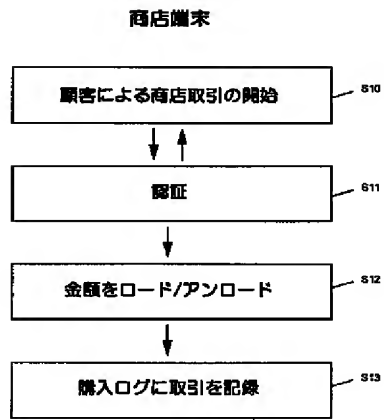 商店端末
顧客による商店取引の開始
S10
認証
S11
金額をロード/アンロード
S12
購入ログに取引を記録
S13